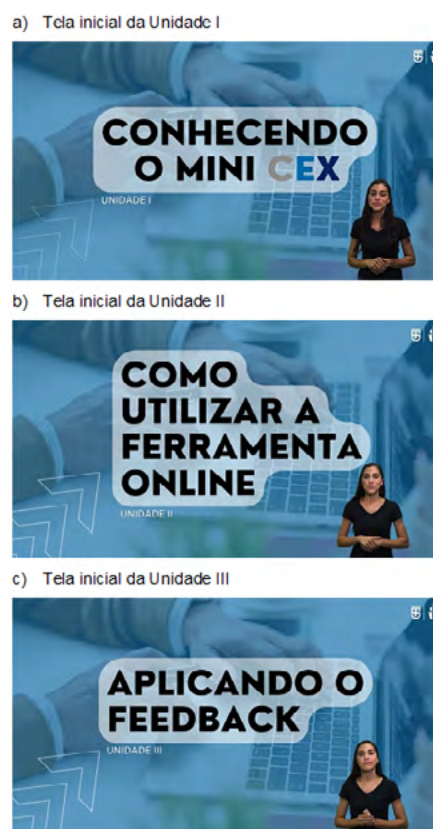 a) Tela inicial da Unidade I
CONHECENDO
O MINI CEX
UNIDADE I
b) Tela inicial da Unidade II
COMO
UTILIZAR A
FERRAMENTA
ONLINE
UNIDADE II
c) Tela inicial da Unidade III
APLICANDO O
FEEDBACK
UNIDADE III